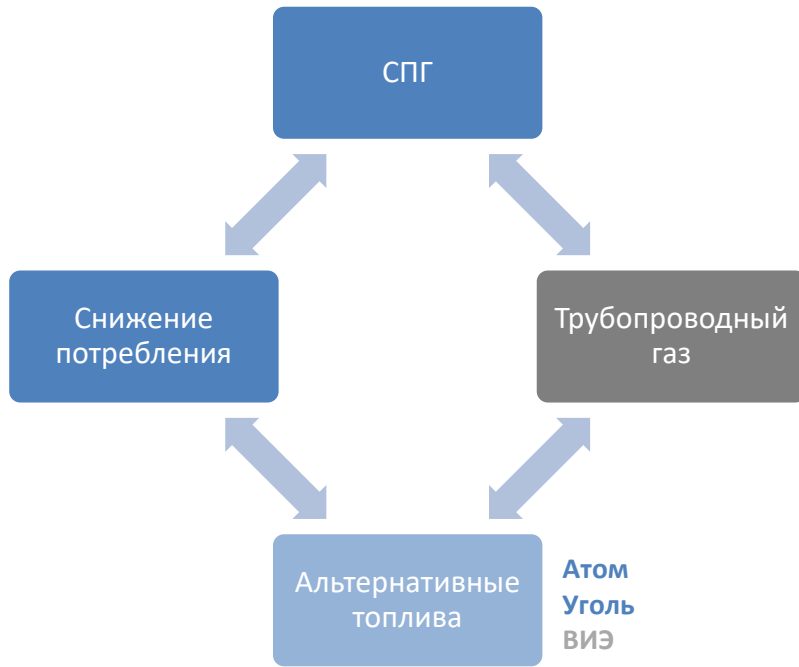 СПГ
Снижение
потребления
Трубопроводный
газ
Альтернативные
топлива
Атом
Уголь
ВИЭ